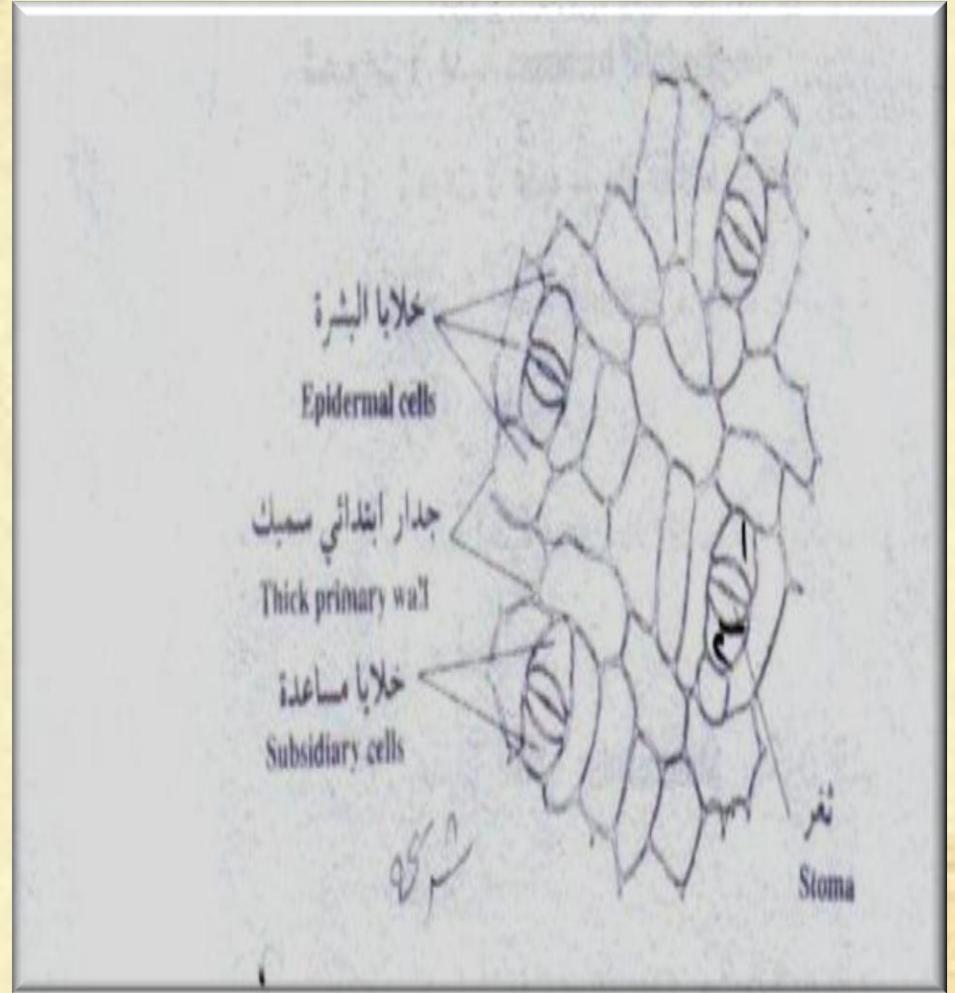 خلايا البشرة
Epidermal cells
جدار ابتدائي سميك
Thick primary wall
خلايا مساعدة
Subsidiary cells
ثغر
Stoma